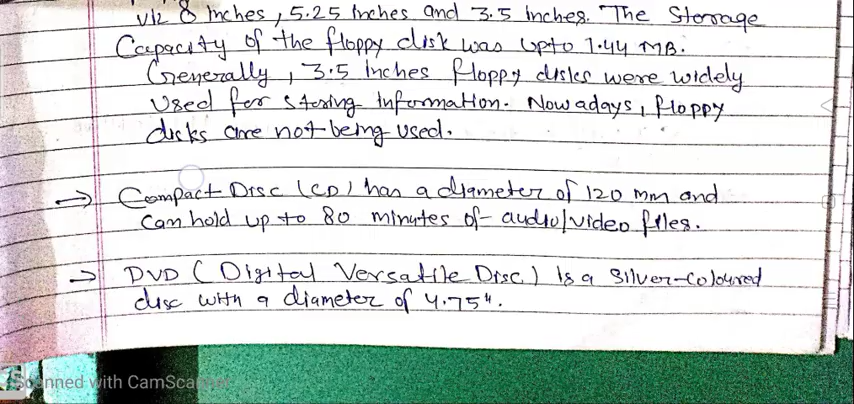 viz 8 Inches, 5.25 Inches and 3.5 Inches. The Storage
Capacity of the floppy disk was upto 1.44 MB.
Generally, 3.5 Inches floppy disks were widely
used for storing information. Nowadays, floppy
disks are not being used.
→ Compact Disc (CD) has a diameter of 120 mm and
can hold up to 80 minutes of audio/video files.
→ DVD (Digital Versatile Disc) is a silver-coloured
disc with a diameter of 4.75".
Scanned with CamScanner